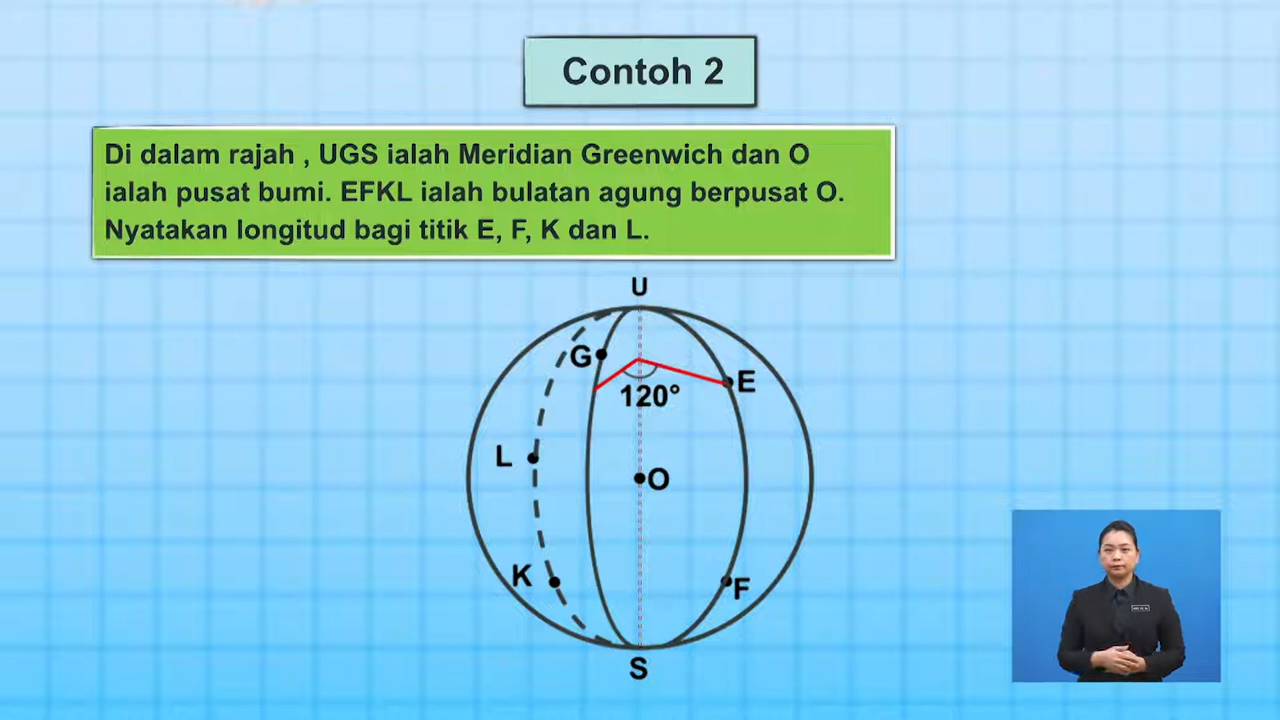 Contoh 2
Di dalam rajah , UGS ialah Meridian Greenwich dan O
ialah pusat bumi. EFKL ialah bulatan agung berpusat O.
Nyatakan longitud bagi titik E, F, K dan L.
U
G
E
120°
L
O
K
F
S